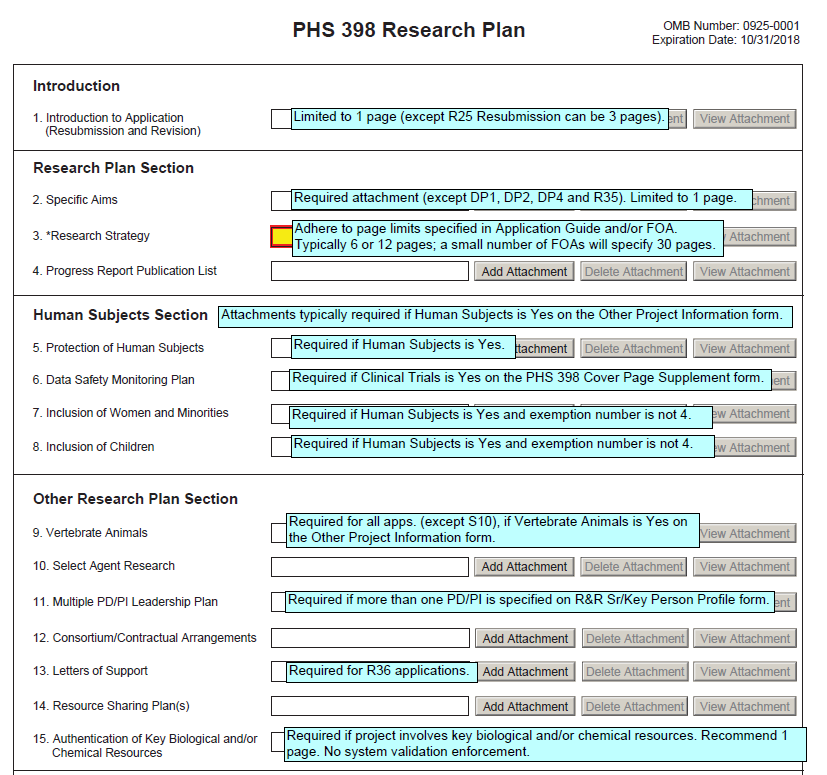 PHS 398 Research Plan
OMB Number: 0925-0001
Expiration Date: 10/31/2018
Introduction
1. Introduction to Application
(Resubmission and Revision)
Limited to 1 page (except R25 Resubmission can be 3 pages).
ent
View Attachment
Research Plan Section
2. Specific Aims
Required attachment (except DP1, DP2, DP4 and R35). Limited to 1 page.
hment
3. *Research Strategy
Adhere to page limits specified in Application Guide and/or FOA.
Typically 6 or 12 pages; a small number of FOAs will specify 30 pages.
Attachment
4. Progress Report Publication List
Add Attachment
Delete Attachment
View Attachment
Human Subjects Section
Attachments typically required if Human Subjects is Yes on the Other Project Information form.
5. Protection of Human Subjects
Required if Human Subjects is Yes.
ttachment
Delete Attachment
View Attachment
6. Data Safety Monitoring Plan
Required if Clinical Trials is Yes on the PHS 398 Cover Page Supplement form.
ent
7. Inclusion of Women and Minorities
Required if Human Subjects is Yes and exemption number is not 4.
ew Attachment
8. Inclusion of Children
Required if Human Subjects is Yes and exemption number is not 4.
ew Attachment
Other Research Plan Section
9. Vertebrate Animals
Required for all apps. (except S10), if Vertebrate Animals is Yes on
the Other Project Information form.
View Attachment
10. Select Agent Research
Add Attachment
Delete Attachment
View Attachment
11. Multiple PD/PI Leadership Plan
Required if more than one PD/PI is specified on R&R Sr/Key Person Profile form.
ent
12. Consortium/Contractual Arrangements
Add Attachment
Delete Attachment
View Attachment
13. Letters of Support
Required for R36 applications.
Add Attachment
Delete Attachment
View Attachment
14. Resource Sharing Plan(s)
Add Attachment
Delete Attachment
View Attachment
15. Authentication of Key Biological and/or
Chemical Resources
Required if project involves key biological and/or chemical resources. Recommend 1
page. No system validation enforcement.